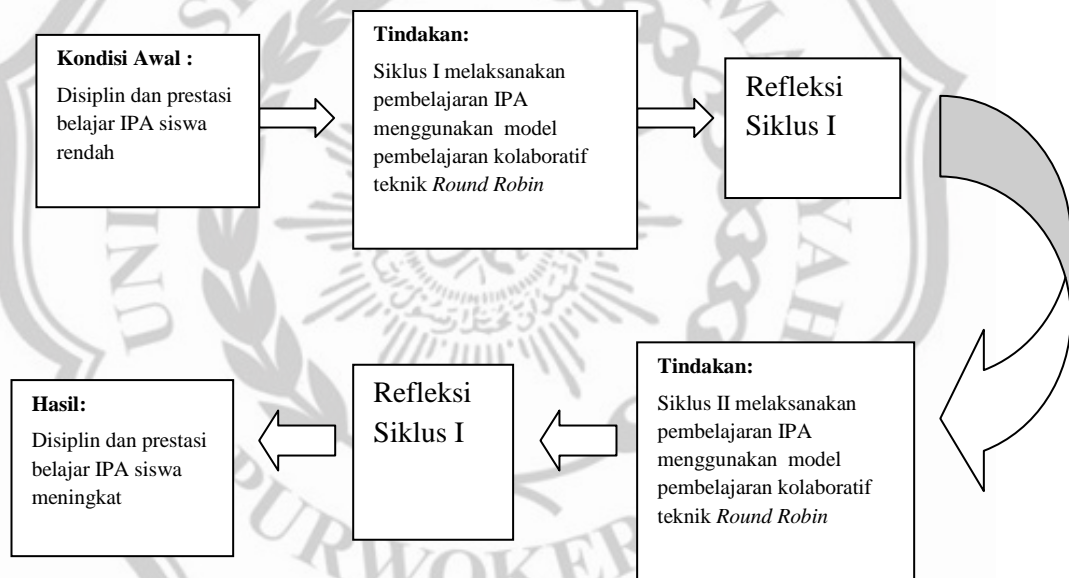 Kondisi Awal :
Disiplin dan prestasi
belajar IPA siswa
rendah
Tindakan:
Siklus I melaksanakan
pembelajaran IPA
menggunakan model
pembelajaran kolaboratif
teknik Round Robin
Refleksi
Siklus I
Tindakan:
Siklus II melaksanakan
pembelajaran IPA
menggunakan model
pembelajaran kolaboratif
teknik Round Robin
Refleksi
Siklus I
Hasil:
Disiplin dan prestasi
belajar IPA siswa
meningkat